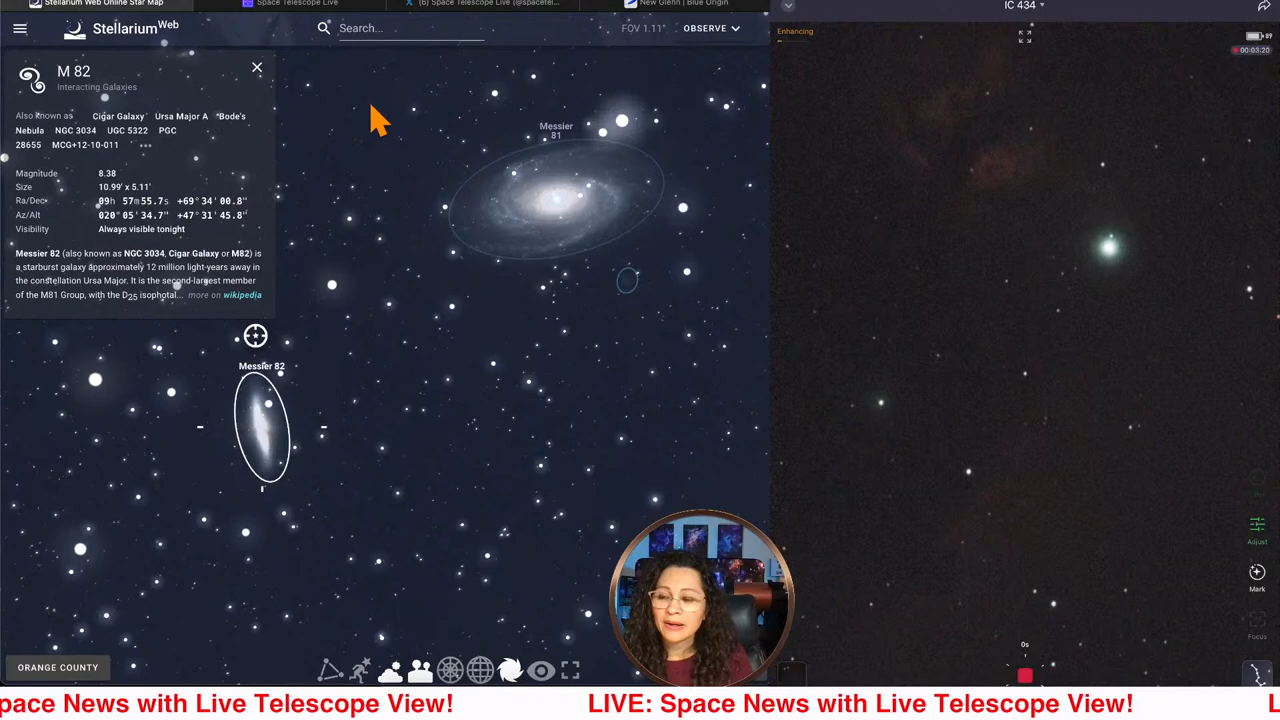 Stellarium Web Online Star Map
Space Telescope Live
(6) Space Telescope Live (@spacetel...
New Glenn | Blue Origin
StellariumWeb
Search...
FOV 1.11°
OBSERVE
M 82
Interacting Galaxies
Also known as Cigar Galaxy Ursa Major A "Bode's
Nebula NGC 3034 UGC 5322 PGC
28655 MCG+12-10-011 •••
Magnitude 8.38
Size 10.99' x 5.11'
Ra/Dec 09h 57m55.7s +69°34'00.8"
Az/Alt 020°05'34.7" +47°31'45.8"
Visibility Always visible tonight
Messier 82 (also known as NGC 3034, Cigar Galaxy or M82) is
a starburst galaxy approximately 12 million light-years away in
the constellation Ursa Major. It is the second-largest member
of the M81 Group, with the D25 isophotal... more on wikipedia
Messier
81
Messier 82
ORANGE COUNTY
IC 434
Enhancing
89
00:03:20
Adjust
Mark
Focus
0s
pace News with Live Telescope View!
LIVE: Space News with Live Telescope View!
L